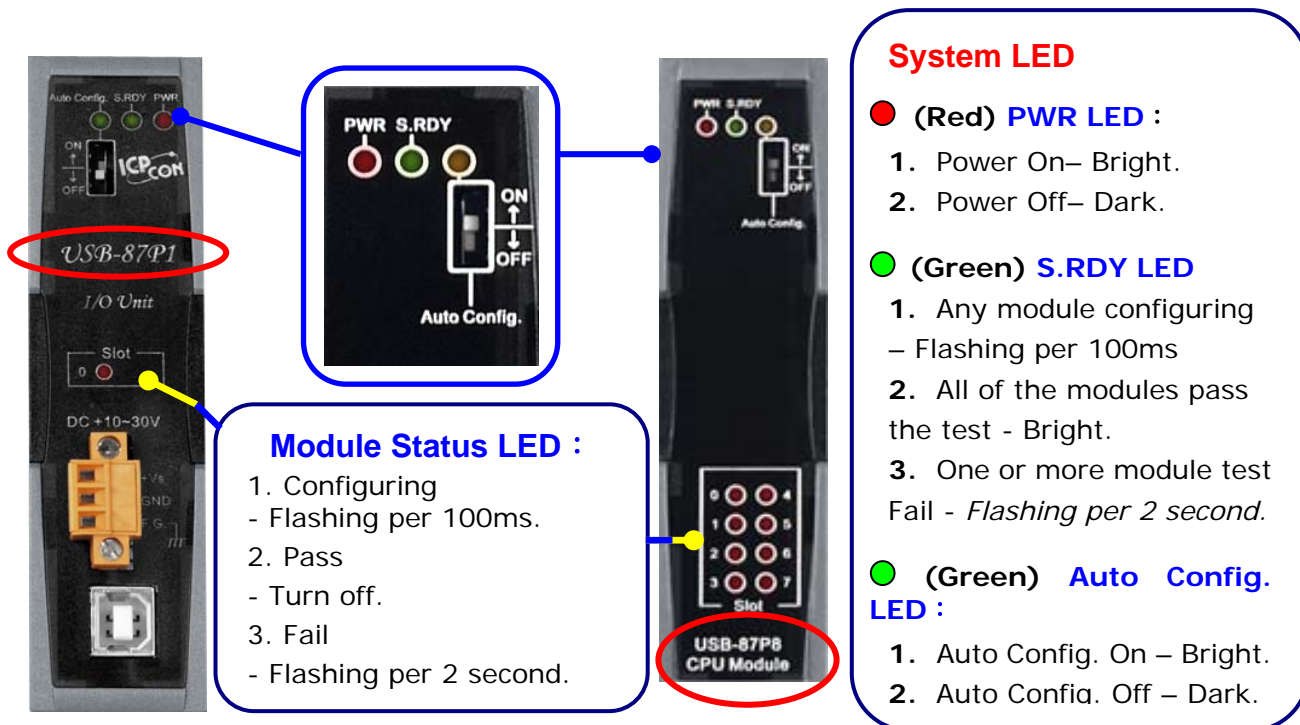 Auto Config. S.RDY PWR
ON
↑
↓
OFF
ICP CON
USB-87P1
I/O Unit
Slot
0
DC +10~30V
+Vs
GND
F.G.
PWR S.RDY
ON
↑
↓
OFF
Auto Config.
Module Status LED：
1. Configuring
- Flashing per 100ms.
2. Pass
- Turn off.
3. Fail
- Flashing per 2 second.
PWR S.RDY
ON
↑
↓
OFF
Auto Config.
0 4
1 5
2 6
3 7
Slot
USB-87P8
CPU Module
System LED
(Red) PWR LED：
1. Power On– Bright.
2. Power Off– Dark.
(Green) S.RDY LED
1. Any module configuring
– Flashing per 100ms
2. All of the modules pass
the test - Bright.
3. One or more module test
Fail - Flashing per 2 second.
(Green) Auto Config.
LED：
1. Auto Config. On – Bright.
2. Auto Config. Off – Dark.